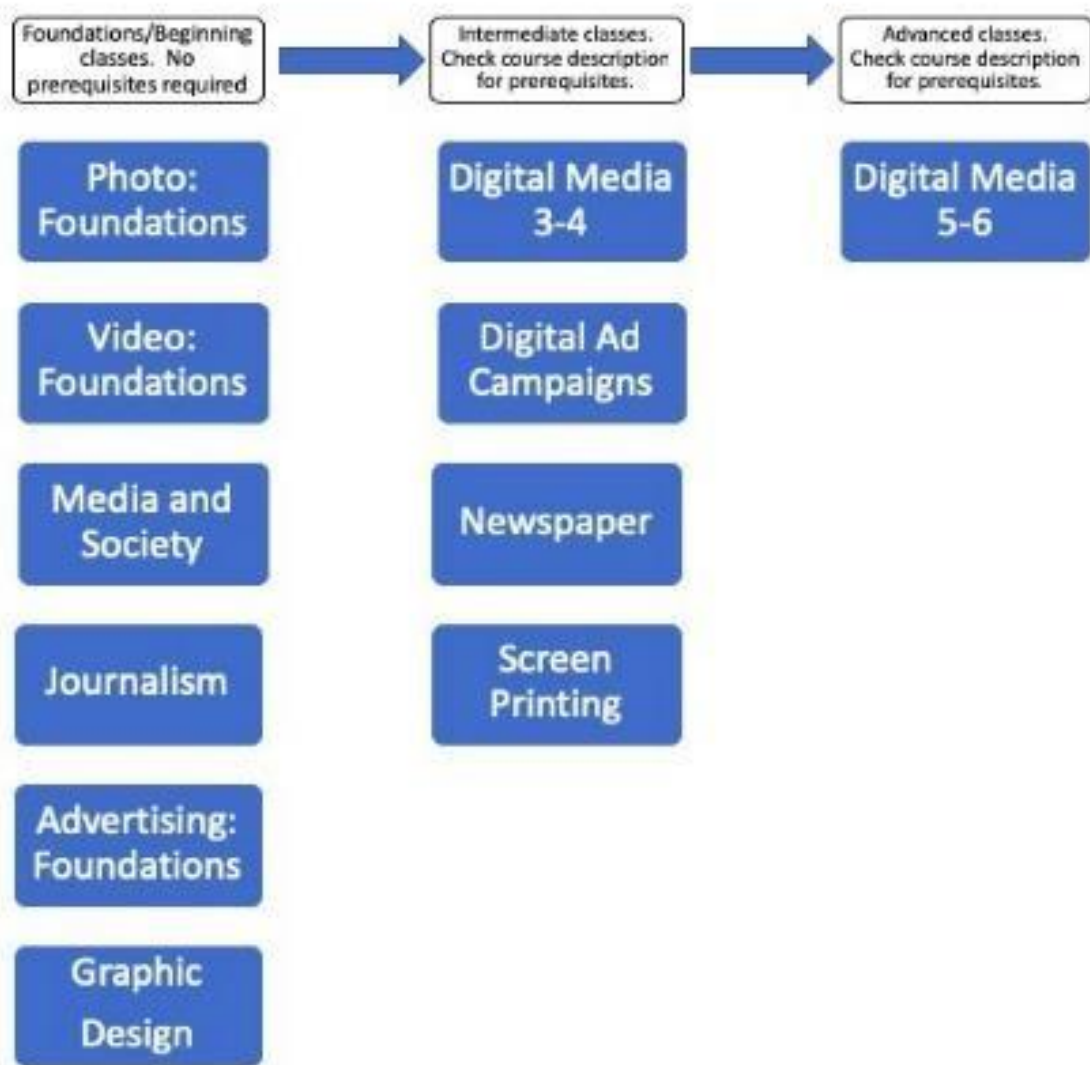 Foundations/Beginning
classes. No
prerequisites required
Intermediate classes.
Check course description
for prerequisites.
Advanced classes.
Check course description
for prerequisites.
Photo:
Foundations
Digital Media
3-4
Digital Media
5-6
Video:
Foundations
Digital Ad
Campaigns
Media and
Society
Newspaper
Journalism
Screen
Printing
Advertising:
Foundations
Graphic
Design